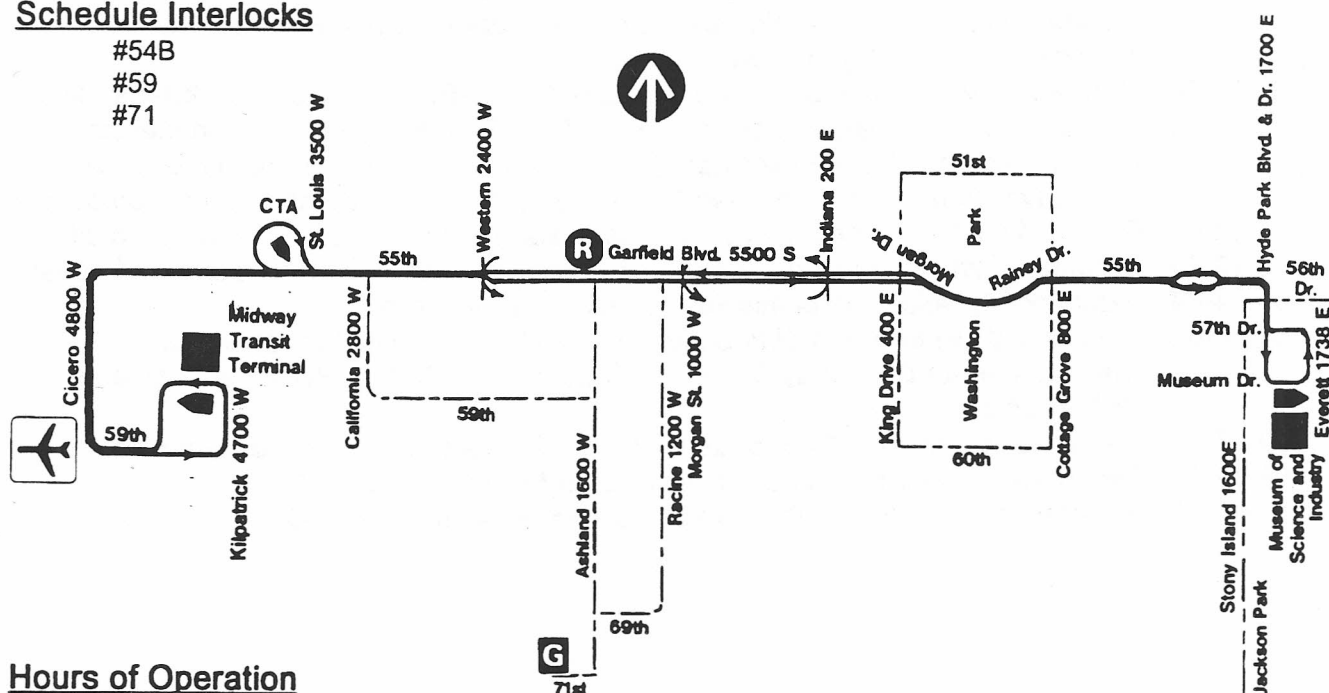 Schedule Interlocks
#54B
#59
#71
CTA
St. Louis 3500 W
Western 2400 W
Indiana 200 E
51st
Hyde Park Blvd. & Dr. 1700 E
55th
R
Garfield Blvd. 5500 S
Morgan Dr.
Park
Rainey Dr.
55th
56th
Dr.
Cicero 4800 W
Midway
Transit
Terminal
California 2800 W
59th
59th
Kilpatrick 4700 W
Ashland 1600 W
Racine 1200 W
Morgan St. 1000 W
King Drive 400 E
Washington
60th
Cottage Grove 800 E
57th Dr.
Museum Dr.
Everett 1738 E
Museum of
Science and
Industry
Stony Island 1600E
Jackson Park
69th
G
71st
Hours of Operation